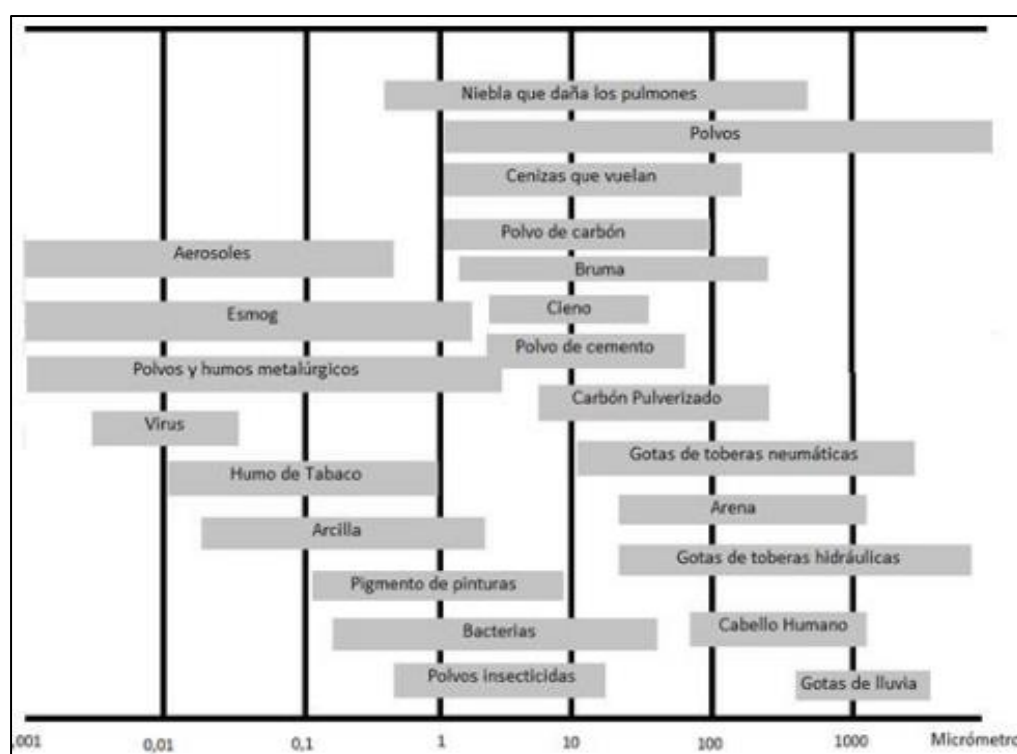 Niebla que daña los pulmones
Polvos
Cenizas que vuelan
Polvo de carbón
Aerosoles
Bruma
Cieno
Esmog
Polvo de cemento
Polvos y humos metalúrgicos
Carbón Pulverizado
Virus
Gotas de toberas neumáticas
Humo de Tabaco
Arena
Arcilla
Gotas de toberas hidráulicas
Pigmento de pinturas
Cabello Humano
Bacterias
Polvos insecticidas
Gotas de lluvia
,001 0,01 0,1 1 10 100 1000 Micrómetro